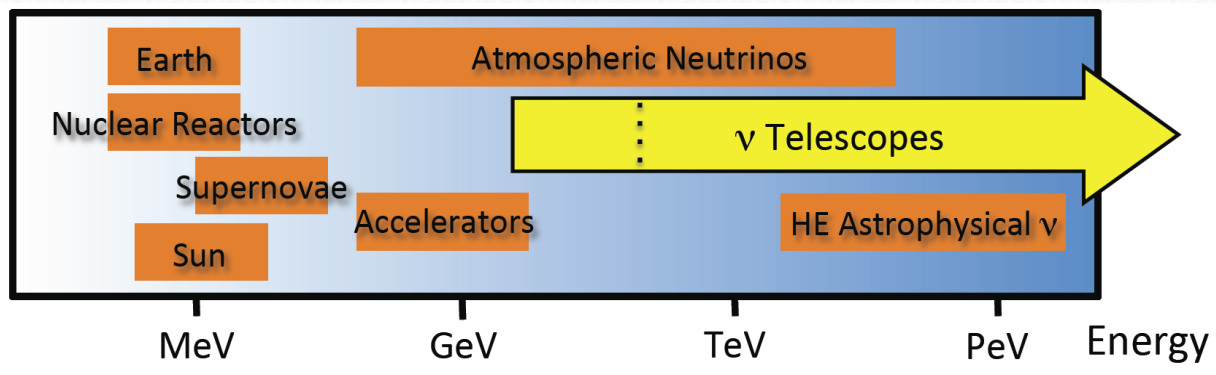 Earth
Atmospheric Neutrinos
Nuclear Reactors
ν Telescopes
Supernovae
Accelerators
HE Astrophysical ν
Sun
MeV
GeV
TeV
PeV
Energy